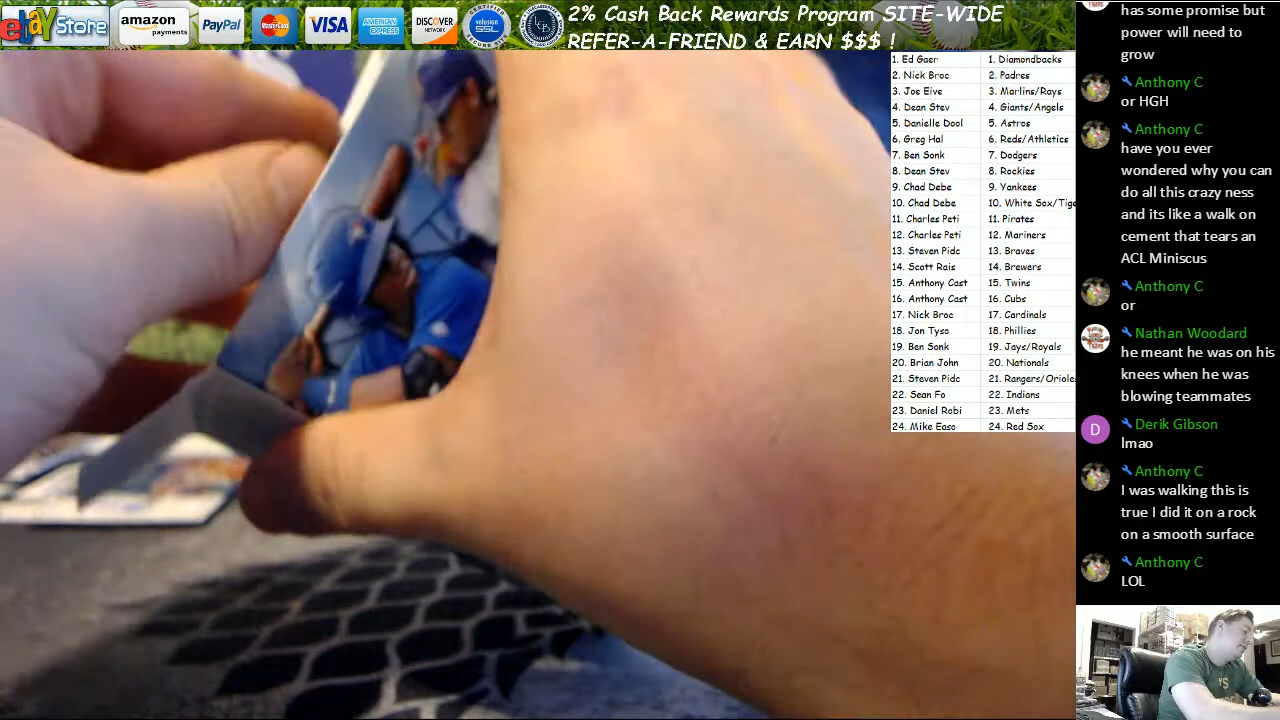 ebay Store
amazon
payments
PayPal
MasterCard
VISA
AMERICAN
EXPRESS
DISCOVER
NETWORK
CERTIFIED
volusion
SSL
2% Cash Back Rewards Program SITE-WIDE
REFER-A-FRIEND & EARN $$$ !
1. Ed Gaer 1. Diamondbacks
2. Nick Broc 2. Padres
3. Joe Eive 3. Marlins/Rays
4. Dean Stev 4. Giants/Angels
5. Danielle Dool 5. Astros
6. Greg Hal 6. Reds/Athletics
7. Ben Sonk 7. Dodgers
8. Dean Stev 8. Rockies
9. Chad Debe 9. Yankees
10. Chad Debe 10. White Sox/Tige
11. Charles Peti 11. Pirates
12. Charles Peti 12. Mariners
13. Steven Pidc 13. Braves
14. Scott Rais 14. Brewers
15. Anthony Cast 15. Twins
16. Anthony Cast 16. Cubs
17. Nick Broc 17. Cardinals
18. Jon Tyso 18. Phillies
19. Ben Sonk 19. Jays/Royals
20. Brian John 20. Nationals
21. Steven Pidc 21. Rangers/Oriole
22. Sean Fo 22. Indians
23. Daniel Robi 23. Mets
24. Mike Easo 24. Red Sox
has some promise but
power will need to
grow
Anthony C
or HGH
Anthony C
have you ever
wondered why you can
do all this crazy ness
and its like a walk on
cement that tears an
ACL Miniscus
Anthony C
or
Nathan Woodard
he meant he was on his
knees when he was
blowing teammates
D
Derik Gibson
lmao
Anthony C
I was walking this is
true I did it on a rock
on a smooth surface
Anthony C
LOL